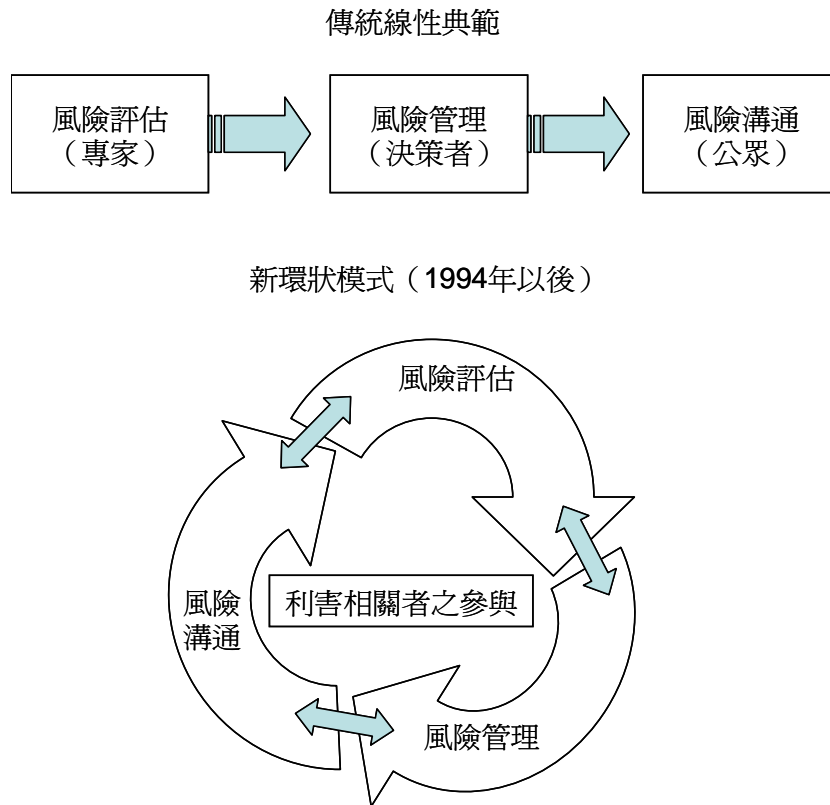 傳統線性典範
風險評估
（專家）
風險管理
（決策者）
風險溝通
（公眾）
新環狀模式（1994年以後）
風險評估
風險
溝通
利害相關者之參與
風險管理